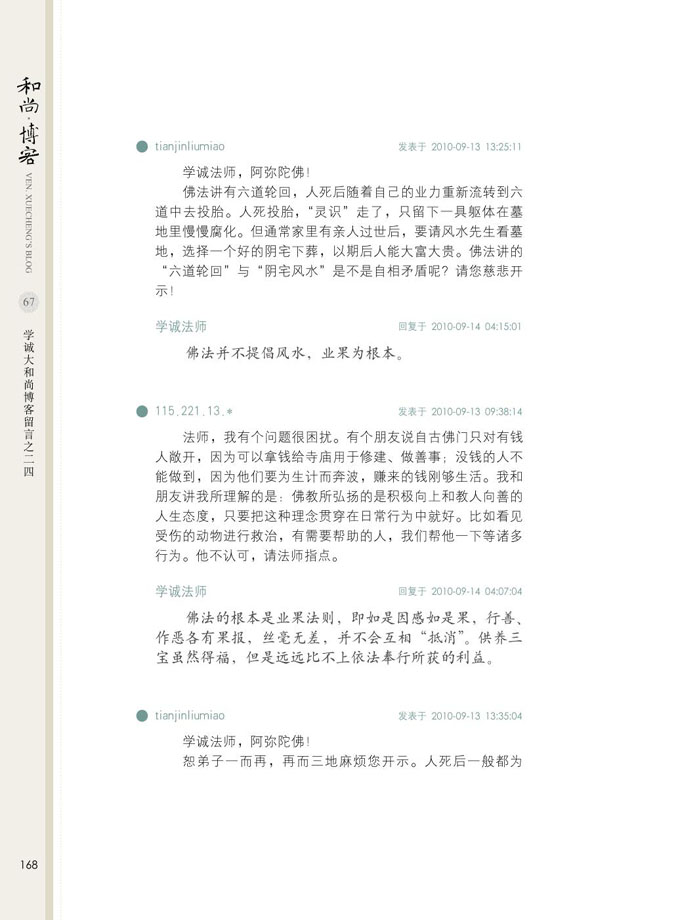 和尚·博客
VEN. XUECHENG'S BLOG
67
学诚大和尚博客留言之二四
tianjinliumiao 发表于 2010-09-13 13:25:11
学诚法师，阿弥陀佛！
佛法讲有六道轮回，人死后随着自己的业力重新流转到六
道中去投胎。人死投胎，“灵识”走了，只留下一具躯体在墓
地里慢慢腐化。但通常家里有亲人过世后，要请风水先生看墓
地，选择一个好的阴宅下葬，以期后人能大富大贵。佛法讲的
“六道轮回”与“阴宅风水”是不是自相矛盾呢？请您慈悲开
示！
学诚法师 回复于 2010-09-14 04:15:01
佛法并不提倡风水，业果为根本。
115.221.13.* 发表于 2010-09-13 09:38:14
法师，我有个问题很困扰。有个朋友说自古佛门只对有钱
人敞开，因为可以拿钱给寺庙用于修建、做善事；没钱的人不
能做到，因为他们要为生计而奔波，赚来的钱刚够生活。我和
朋友讲我所理解的是：佛教所弘扬的是积极向上和教人向善的
人生态度，只要把这种理念贯穿在日常行为中就好。比如看见
受伤的动物进行救治，有需要帮助的人，我们帮他一下等诸多
行为。他不认可，请法师指点。
学诚法师 回复于 2010-09-14 04:07:04
佛法的根本是业果法则，即如是因感如是果，行善、
作恶各有果报，丝毫无差，并不会互相“抵消”。供养三
宝虽然得福，但是远远比不上依法奉行所获的利益。
tianjinliumiao 发表于 2010-09-13 13:35:04
学诚法师，阿弥陀佛！
恕弟子一而再，再而三地麻烦您开示。人死后一般都为
168